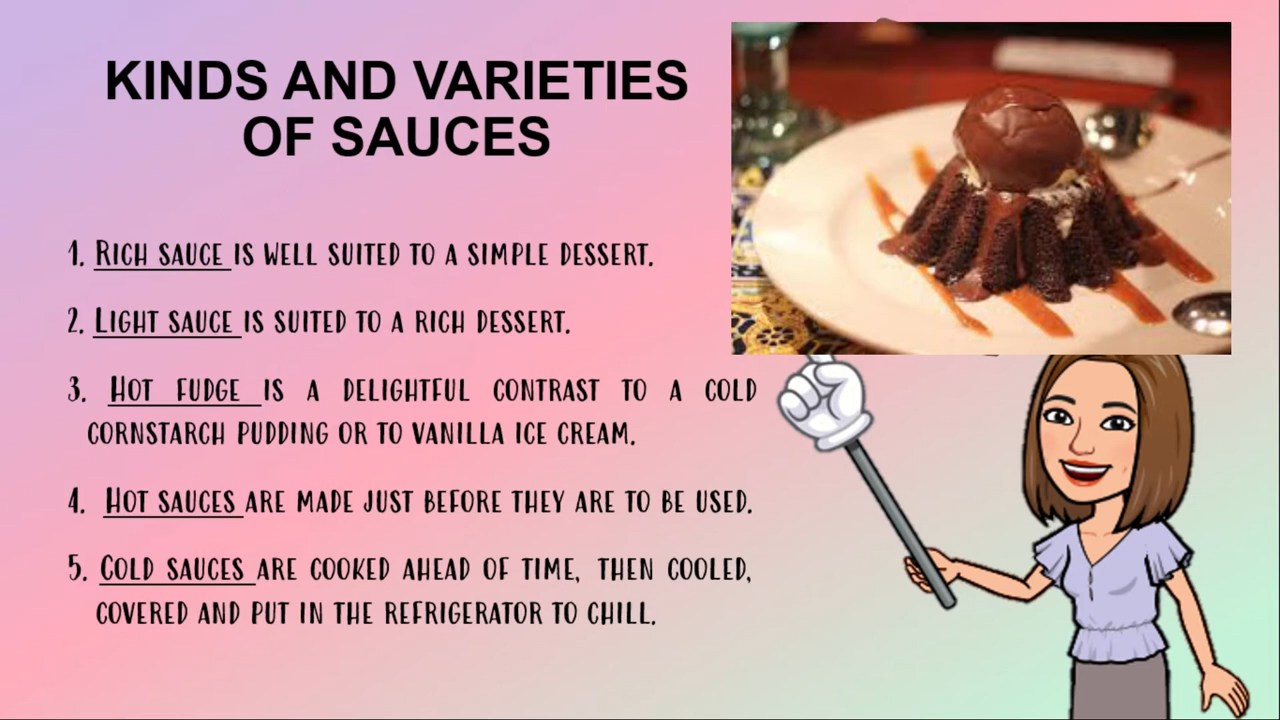 KINDS AND VARIETIES
OF SAUCES
1. RICH SAUCE IS WELL SUITED TO A SIMPLE DESSERT.
2. LIGHT SAUCE IS SUITED TO A RICH DESSERT.
3. HOT FUDGE IS A DELIGHTFUL CONTRAST TO A COLD
CORNSTARCH PUDDING OR TO VANILLA ICE CREAM.
4. HOT SAUCES ARE MADE JUST BEFORE THEY ARE TO BE USED.
5. COLD SAUCES ARE COOKED AHEAD OF TIME, THEN COOLED,
COVERED AND PUT IN THE REFRIGERATOR TO CHILL.